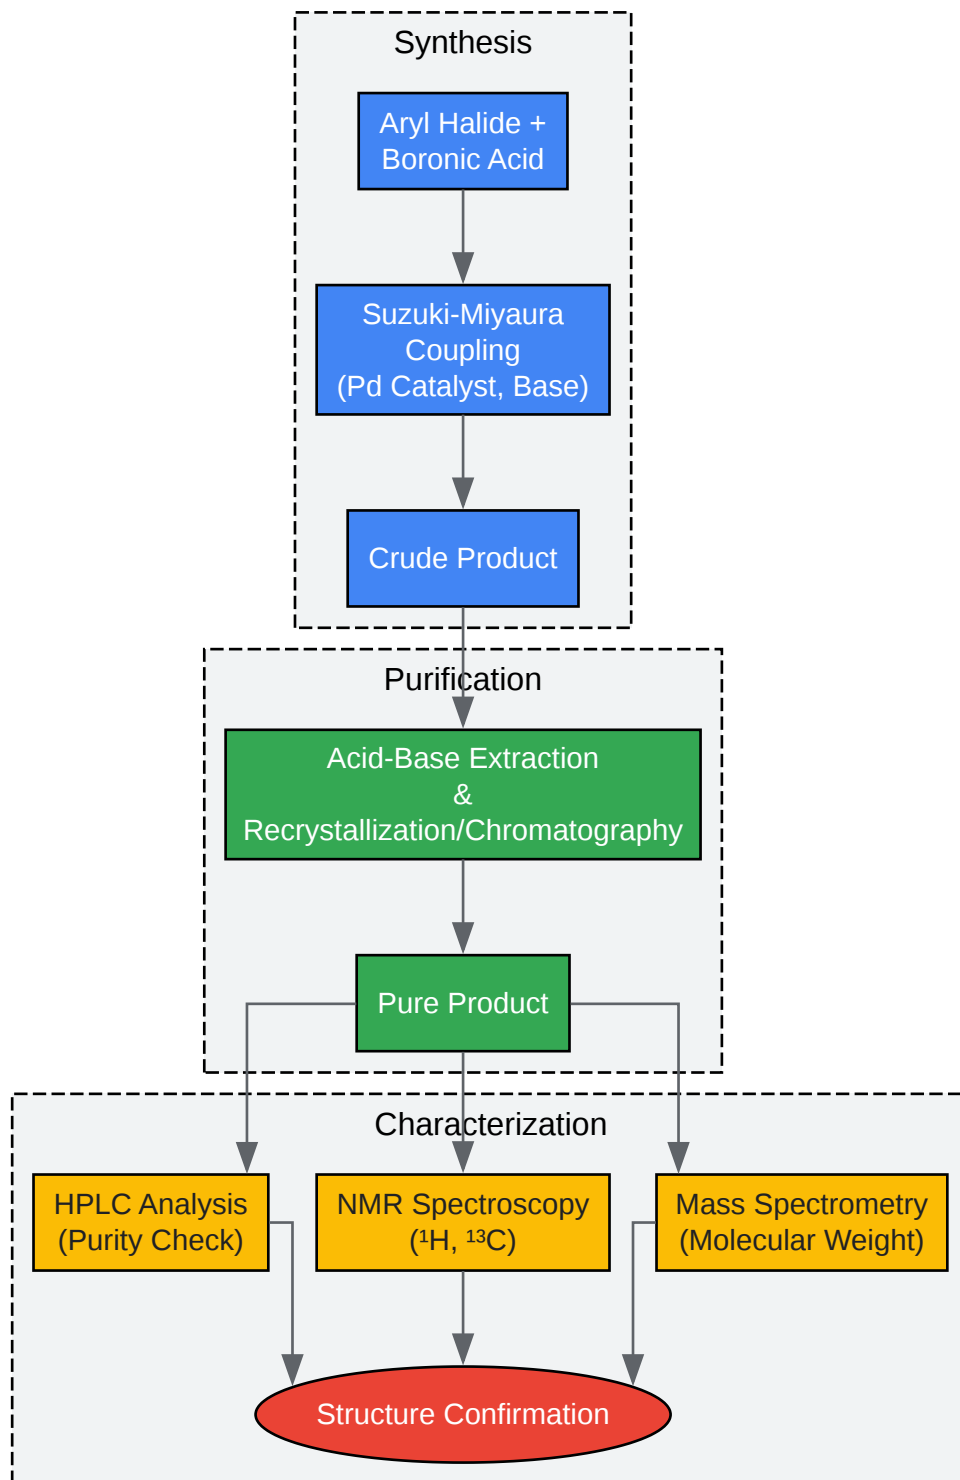 Synthesis
Aryl Halide +
Boronic Acid
Suzuki-Miyaura
Coupling
(Pd Catalyst, Base)
Crude Product
Purification
Acid-Base Extraction
&
Recrystallization/Chromatography
Pure Product
Characterization
HPLC Analysis
(Purity Check)
NMR Spectroscopy
(¹H, ¹³C)
Mass Spectrometry
(Molecular Weight)
Structure Confirmation